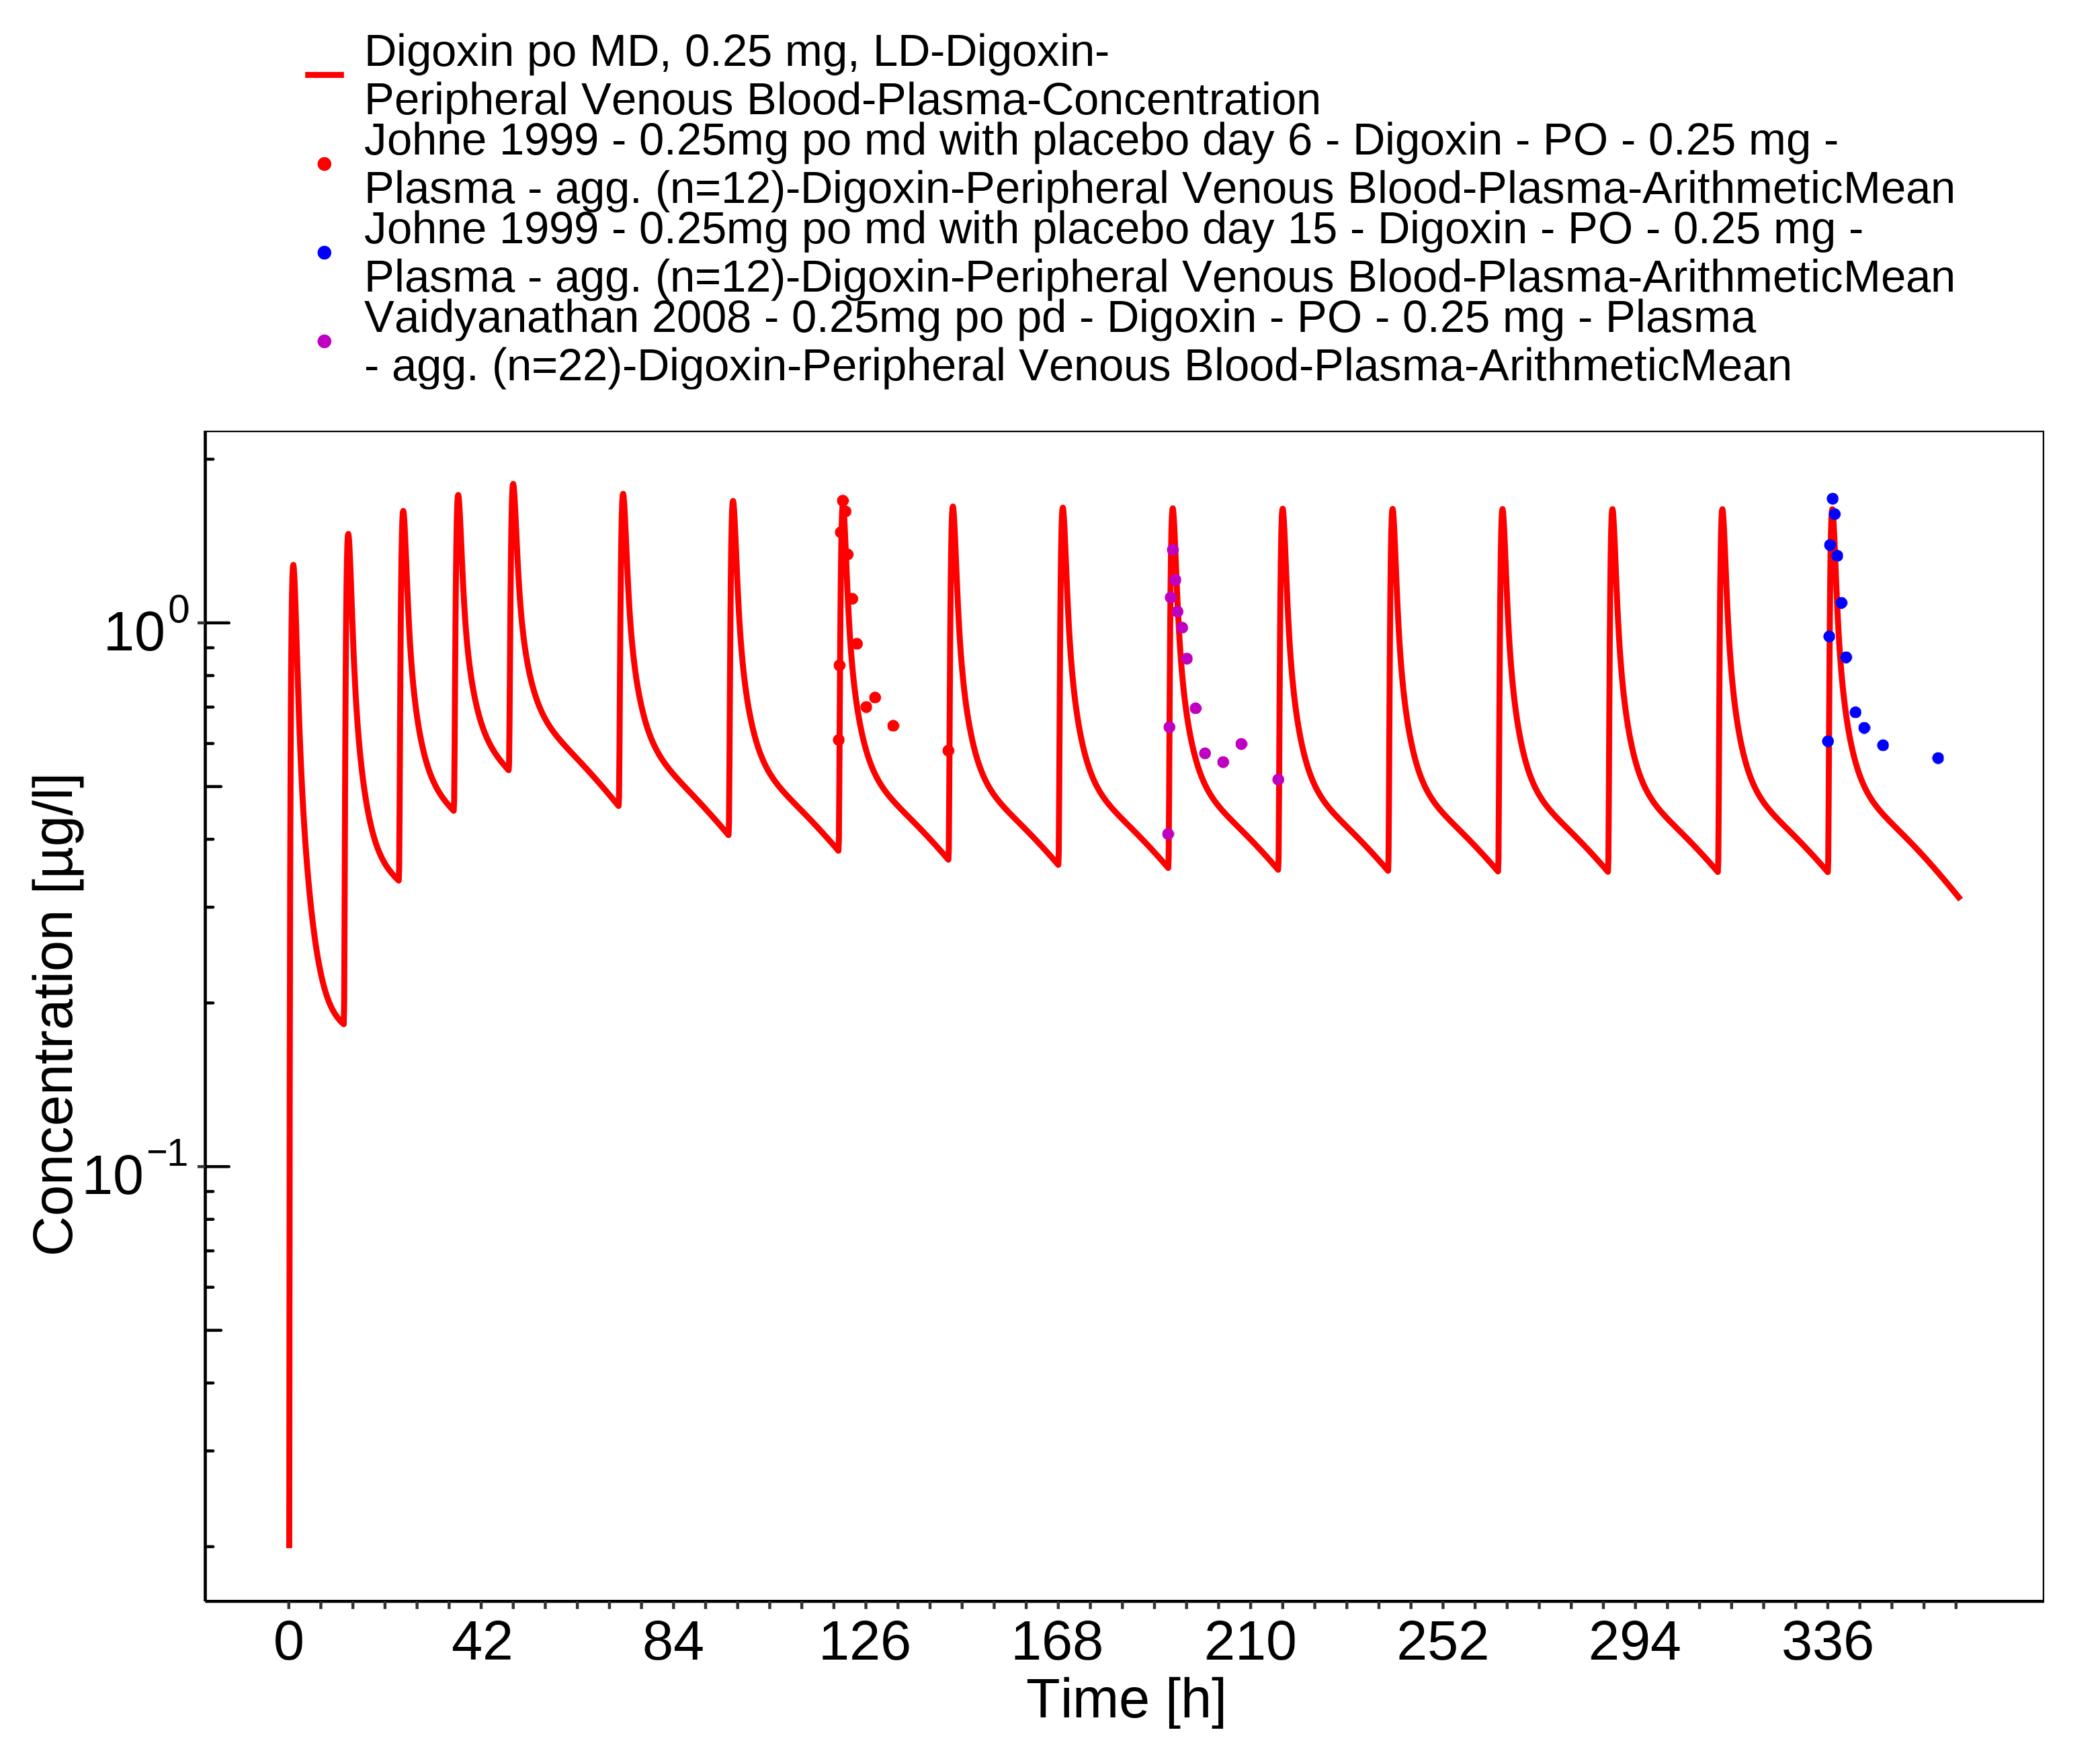 Digoxin po MD, 0.25 mg, LD-Digoxin-
Peripheral Venous Blood-Plasma-Concentration
Johne 1999 - 0.25mg po md with placebo day 6 - Digoxin - PO - 0.25 mg -
Plasma - agg. (n=12)-Digoxin-Peripheral Venous Blood-Plasma-ArithmeticMean
Johne 1999 - 0.25mg po md with placebo day 15 - Digoxin - PO - 0.25 mg -
Plasma - agg. (n=12)-Digoxin-Peripheral Venous Blood-Plasma-ArithmeticMean
Vaidyanathan 2008 - 0.25mg po pd - Digoxin - PO - 0.25 mg - Plasma
- agg. (n=22)-Digoxin-Peripheral Venous Blood-Plasma-ArithmeticMean
10⁰
10⁻¹
Concentration [µg/l]
0 42 84 126 168 210 252 294 336
Time [h]